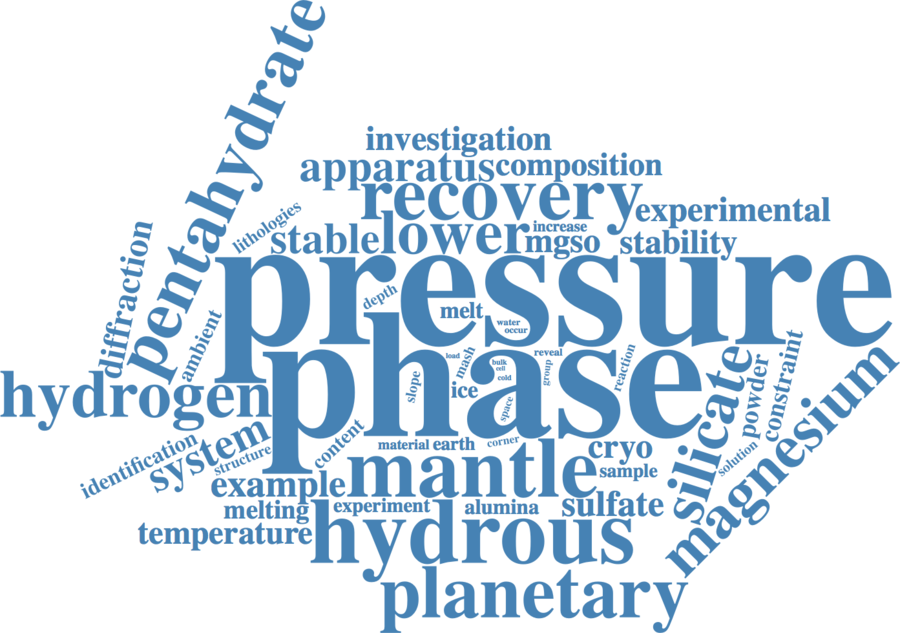 pentahydrate
investigation
apparatus
composition
recovery
experimental
lithologies
stable
lower
increase
mgso
stability
diffraction
pressure
ambient
depth
melt
water
occur
phase
load
mash
bulk
cell
cold
reveal
group
reaction
slope
ice
space
hydrogen
silicate
powder
constraint
magnesium
identification
system
structure
content
material
earth
corner
cryo
solution
example
mantle
sample
melting
experiment
alumina
sulfate
temperature
hydrous
planetary